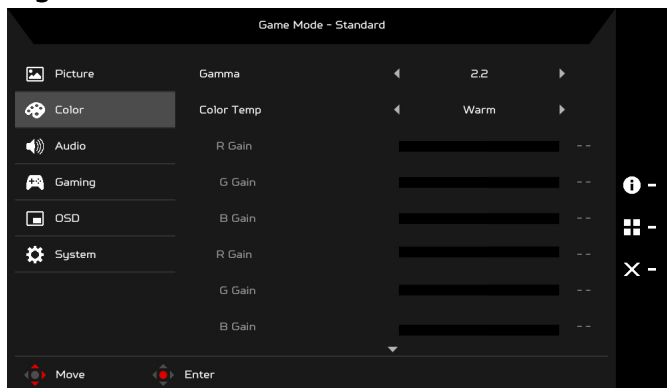 Game Mode - Standard
Picture
Gamma
2.2
Color
Color Temp
Warm
Audio
R Gain
--
Gaming
G Gain
--
OSD
B Gain
--
System
R Gain
--
G Gain
--
B Gain
--
Move
Enter